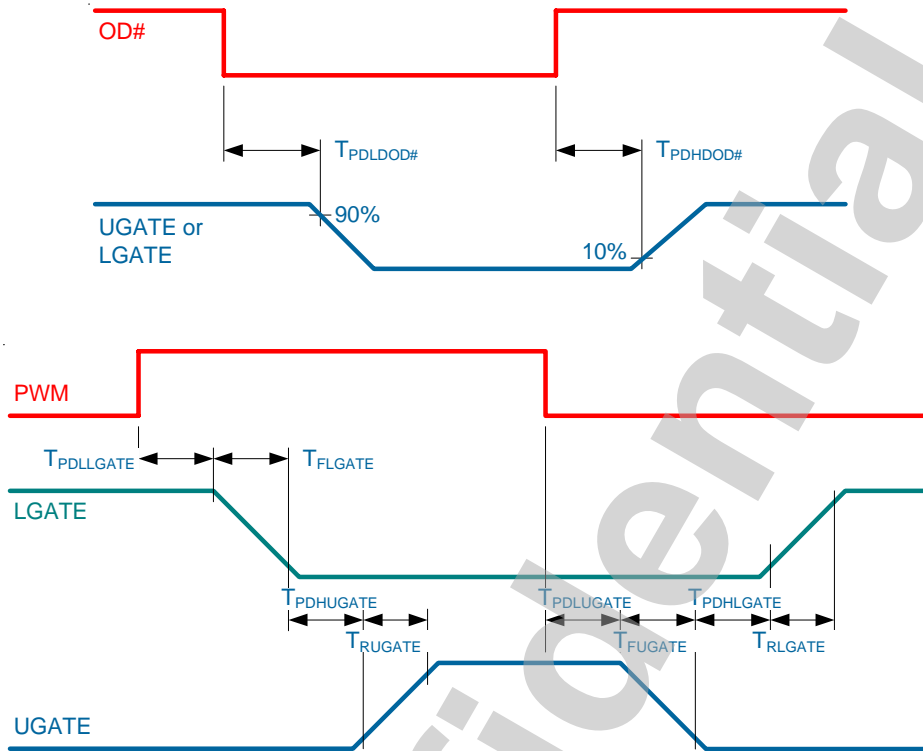 OD#
TPDLDOD#
TPDHDOD#
UGATE or
LGATE
90%
10%
PWM
TPDLLGATE
TFLGATE
LGATE
TPDHUGATE
TPDLUGATE
TPDHLGATE
TRUGATE
TFUGATE
TRLGATE
UGATE
fidential